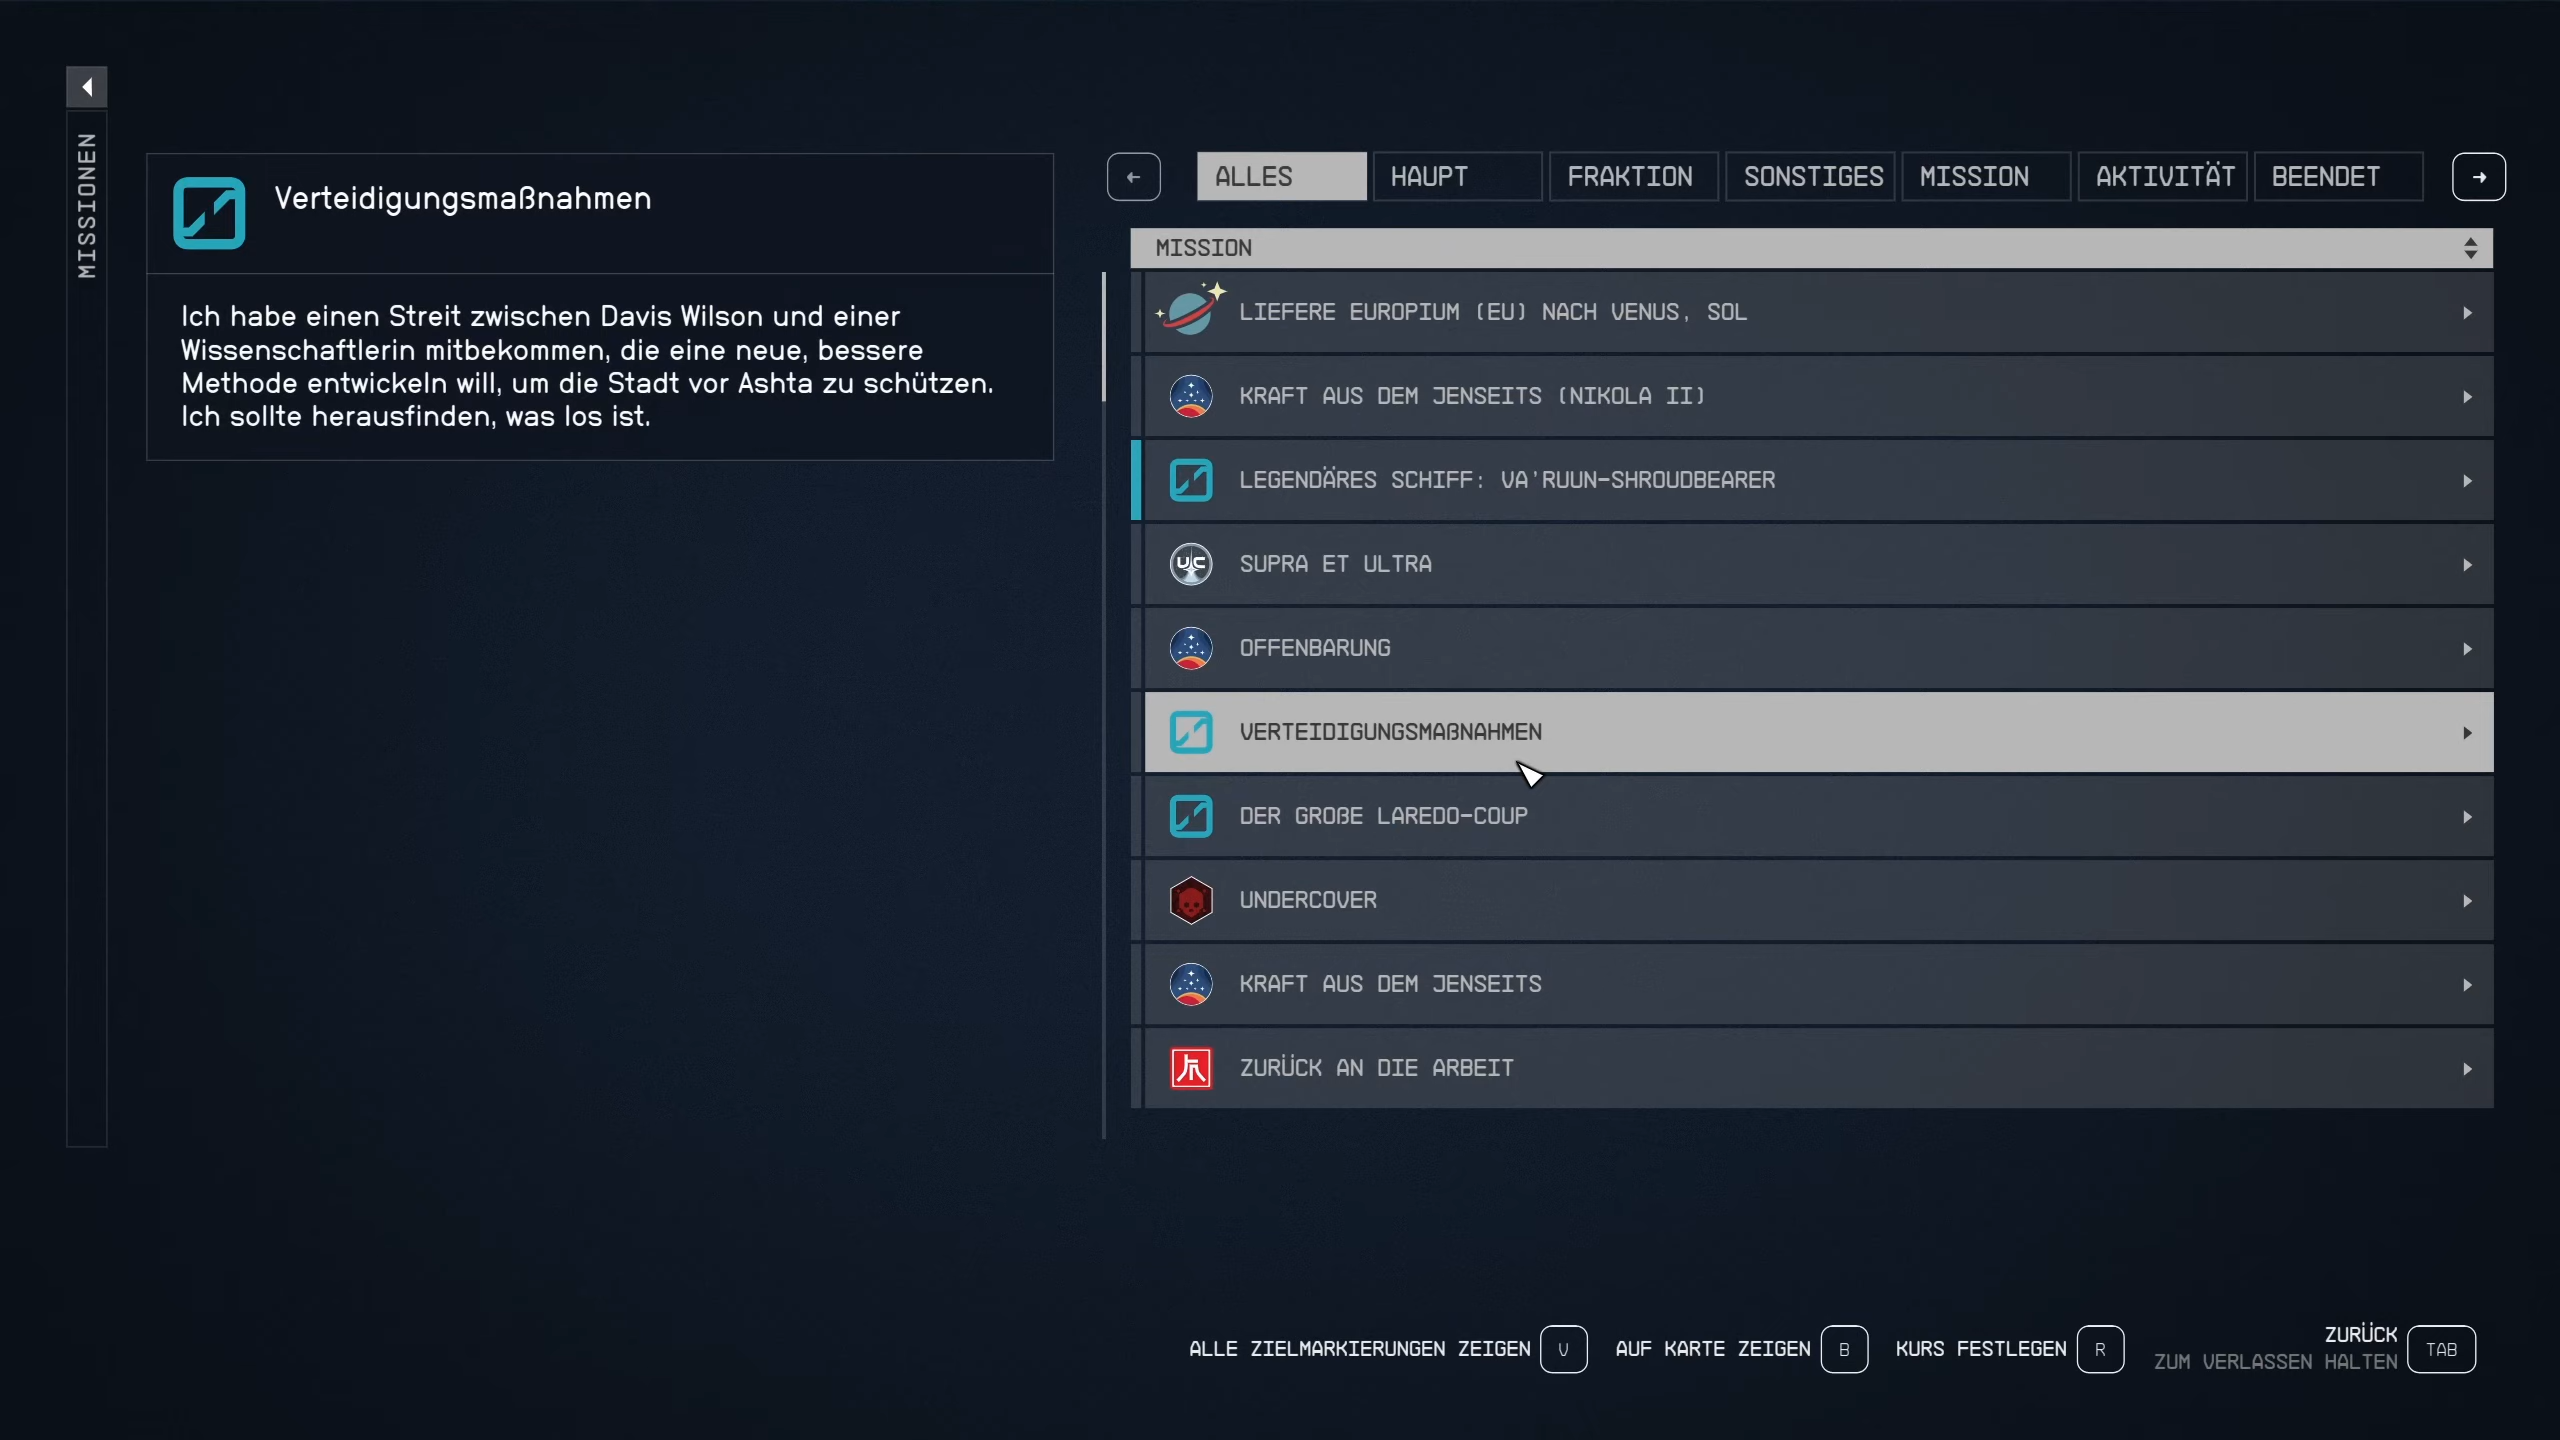 MISSIONEN
Verteidigungsmaßnahmen
Ich habe einen Streit zwischen Davis Wilson und einer
Wissenschaftlerin mitbekommen, die eine neue, bessere
Methode entwickeln will, um die Stadt vor Ashta zu schützen.
Ich sollte herausfinden, was los ist.
ALLES HAUPT FRAKTION SONSTIGES MISSION AKTIVITÄT BEENDET
MISSION
LIEFERE EUROPIUM (EU) NACH VENUS, SOL
KRAFT AUS DEM JENSEITS (NIKOLA II)
LEGENDÄRES SCHIFF: VA'RUUN-SHROUDBEARER
UC
SUPRA ET ULTRA
OFFENBARUNG
VERTEIDIGUNGSMAßNAHMEN
DER GROßE LAREDO-COUP
UNDERCOVER
KRAFT AUS DEM JENSEITS
ZURÜCK AN DIE ARBEIT
ALLE ZIELMARKIERUNGEN ZEIGEN V AUF KARTE ZEIGEN B KURS FESTLEGEN R ZURÜCK
ZUM VERLASSEN HALTEN TAB